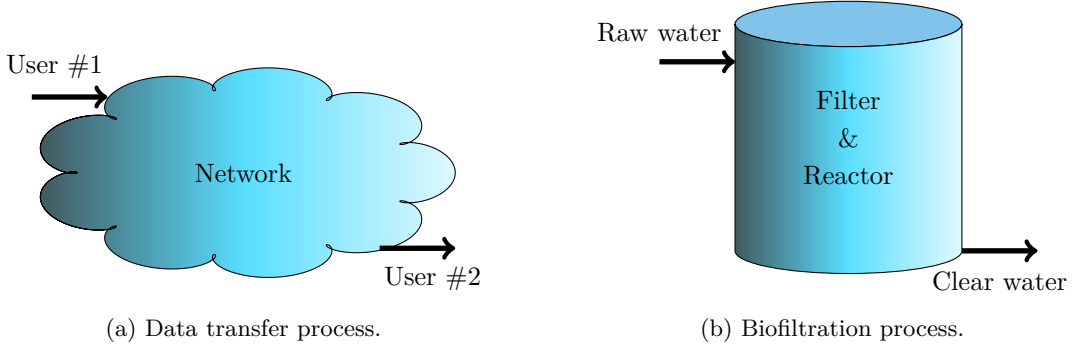 User #1
Network
User #2
(a) Data transfer process.
Raw water
Filter
&
Reactor
Clear water
(b) Biofiltration process.